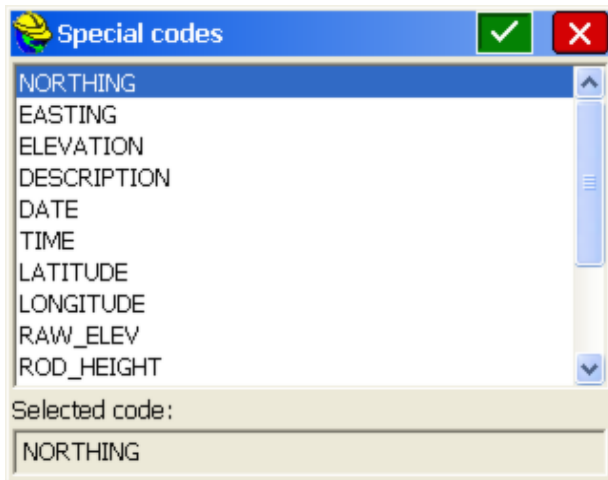 Special codes
NORTHING
EASTING
ELEVATION
DESCRIPTION
DATE
TIME
LATITUDE
LONGITUDE
RAW_ELEV
ROD_HEIGHT
Selected code:
NORTHING